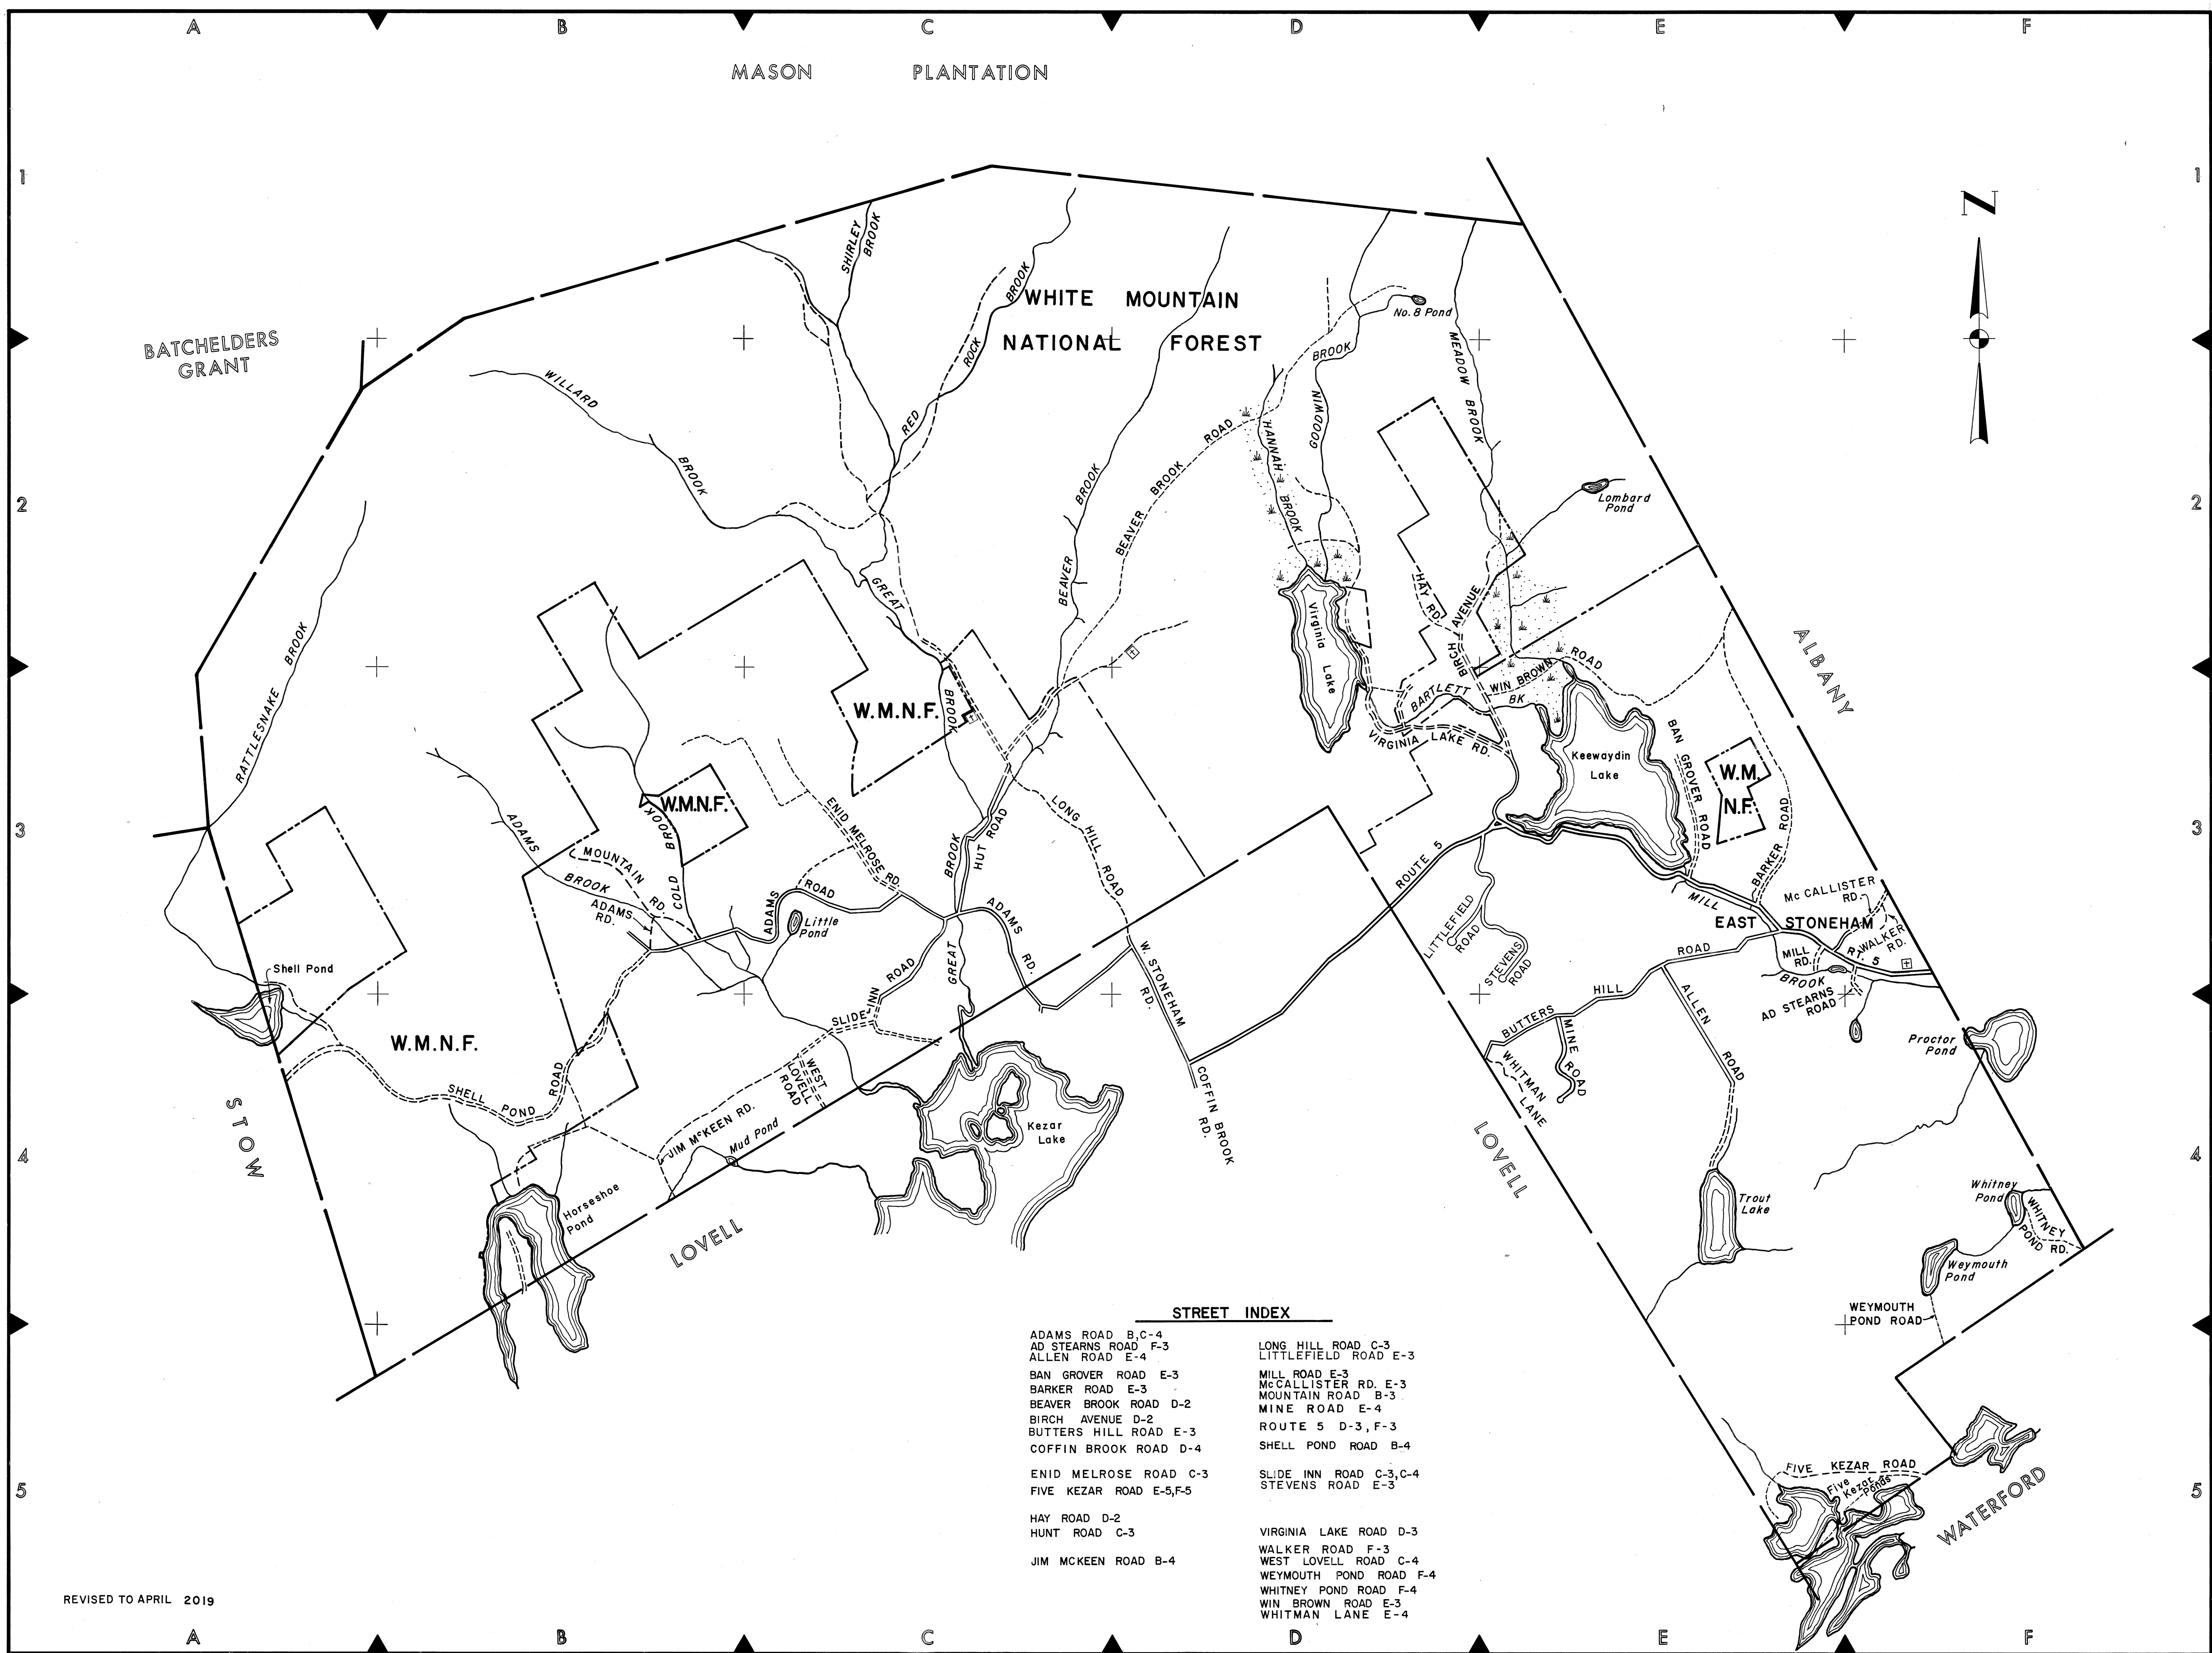 A B C D E F
MASON PLANTATION
1 1
N
SHIRLEY
BROOK
BROOK
WHITE MOUNTAIN
NATIONAL FOREST
No. 8 Pond
BATCHELDERS
GRANT
ROCK
RED
BROOK
MEADOW BROOK
WILLARD
BROOK
GOODWIN
HANNAH
BROOK
BEAVER BROOK ROAD
BEAVER
BROOK
2 2
Lombard
Pond
GREAT
BROOK
HAY RD.
BIRCH AVENUE
Virginia
Lake
RATTLESNAKE
BROOK
ALBANY
WIN BROWN
ROAD
BARTLETT
BK
VIRGINIA LAKE RD.
W.M.N.F.
Keewaydin
Lake
BAN GROVER ROAD
W.M.
N.F.
W.M.N.F.
3 3
ADAMS
BROOK
COLD BROOK
ENID MELROSE RD.
LONG HILL ROAD
BROOK
HUT ROAD
MOUNTAIN
RD.
ADAMS
RD.
ADAMS
ROAD
Little
Pond
ADAMS
RD.
ROUTE 5
BARKER ROAD
Mc CALLISTER
RD.
MILL
EAST STONEHAM
WALKER
RD.
RT. 5
MILL
RD.
BROOK
AD STEARNS
ROAD
LITTLEFIELD
ROAD
STEVENS
ROAD
Shell Pond
GREAT
SLIDE INN ROAD
W. STONEHAM
RD.
BUTTERS HILL ROAD
ALLEN ROAD
MINE ROAD
WHITMAN
LANE
Proctor
Pond
W.M.N.F.
SHELL POND ROAD
WEST
LOVELL
ROAD
JIM McKEEN RD.
Mud Pond
Kezar
Lake
COFFIN BROOK
RD.
STOW
LOVELL
4 4
Horseshoe
Pond
LOVELL
Trout
Lake
Whitney
Pond
WHITNEY
POND RD.
Weymouth
Pond
WEYMOUTH
POND ROAD
STREET INDEX
ADAMS ROAD B,C-4
AD STEARNS ROAD F-3
ALLEN ROAD E-4
BAN GROVER ROAD E-3
BARKER ROAD E-3
BEAVER BROOK ROAD D-2
BIRCH AVENUE D-2
BUTTERS HILL ROAD E-3
COFFIN BROOK ROAD D-4
ENID MELROSE ROAD C-3
FIVE KEZAR ROAD E-5,F-5
HAY ROAD D-2
HUNT ROAD C-3
JIM MCKEEN ROAD B-4
LONG HILL ROAD C-3
LITTLEFIELD ROAD E-3
MILL ROAD E-3
McCALLISTER RD. E-3
MOUNTAIN ROAD B-3
MINE ROAD E-4
ROUTE 5 D-3, F-3
SHELL POND ROAD B-4
SLIDE INN ROAD C-3,C-4
STEVENS ROAD E-3
VIRGINIA LAKE ROAD D-3
WALKER ROAD F-3
WEST LOVELL ROAD C-4
WEYMOUTH POND ROAD F-4
WHITNEY POND ROAD F-4
WIN BROWN ROAD E-3
WHITMAN LANE E-4
FIVE KEZAR ROAD
Five
Kezar
Ponds
5 5
WATERFORD
REVISED TO APRIL 2019
A B C D E F